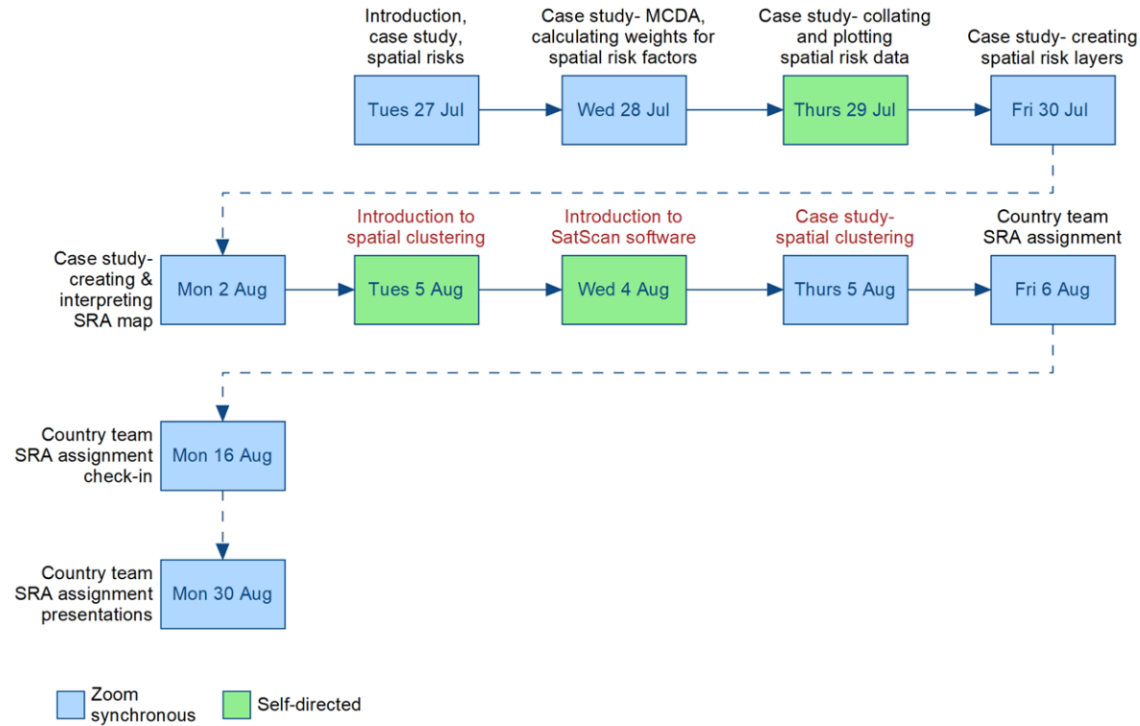 Introduction,
case study,
spatial risks
Case study- MCDA,
calculating weights for
spatial risk factors
Case study- collating
and plotting
spatial risk data
Case study- creating
spatial risk layers
Tues 27 Jul
Wed 28 Jul
Thurs 29 Jul
Fri 30 Jul
Case study-
creating &
interpreting
SRA map
Introduction to
spatial clustering
Introduction to
SatScan software
Case study-
spatial clustering
Country team
SRA assignment
Mon 2 Aug
Tues 5 Aug
Wed 4 Aug
Thurs 5 Aug
Fri 6 Aug
Country team
SRA assignment
check-in
Mon 16 Aug
Country team
SRA assignment
presentations
Mon 30 Aug
Zoom
synchronous
Self-directed